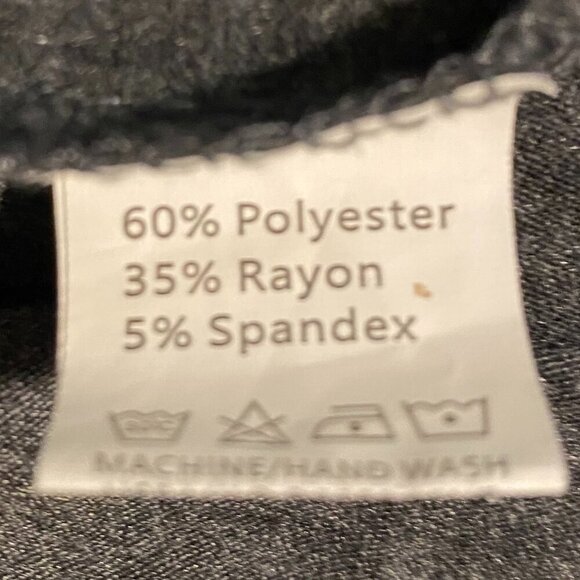 60% Polyester
35% Rayon
5% Spandex
MACHINE/HAND WASH